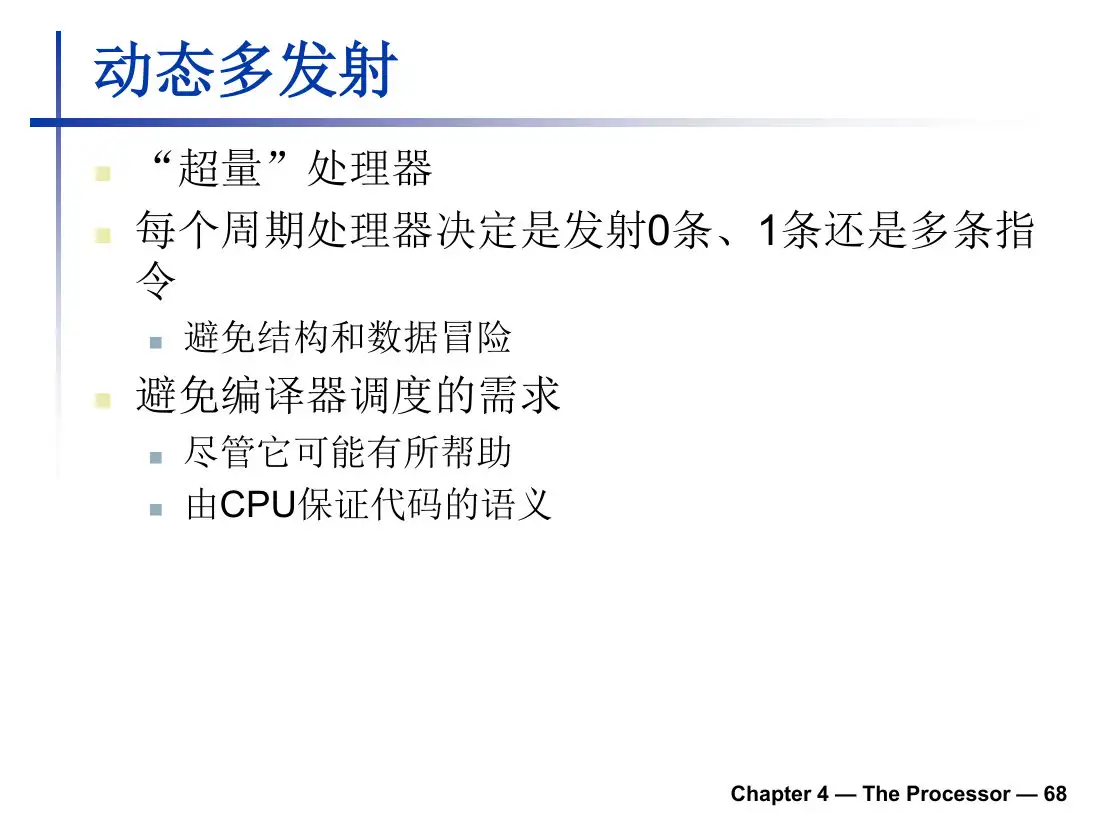 动态多发射
“超量”处理器
每个周期处理器决定是发射0条、1条还是多条指
令
避免结构和数据冒险
避免编译器调度的需求
尽管它可能有所帮助
由CPU保证代码的语义
Chapter 4 — The Processor — 68